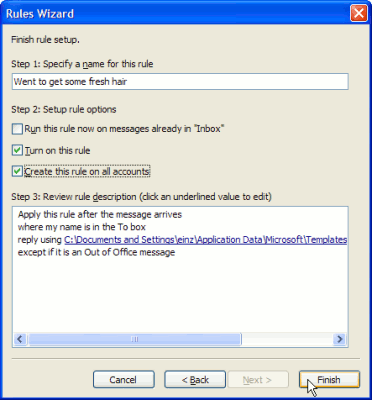 Rules Wizard
Finish rule setup.
Step 1: Specify a name for this rule
Went to get some fresh hair
Step 2: Setup rule options
Run this rule now on messages already in "Inbox"
Turn on this rule
Create this rule on all accounts
Step 3: Review rule description (click an underlined value to edit)
Apply this rule after the message arrives
where my name is in the To box
reply using C:\Documents and Settings\einz\Application Data\Microsoft\Templates
except if it is an Out of Office message
Cancel
< Back
Next >
Finish